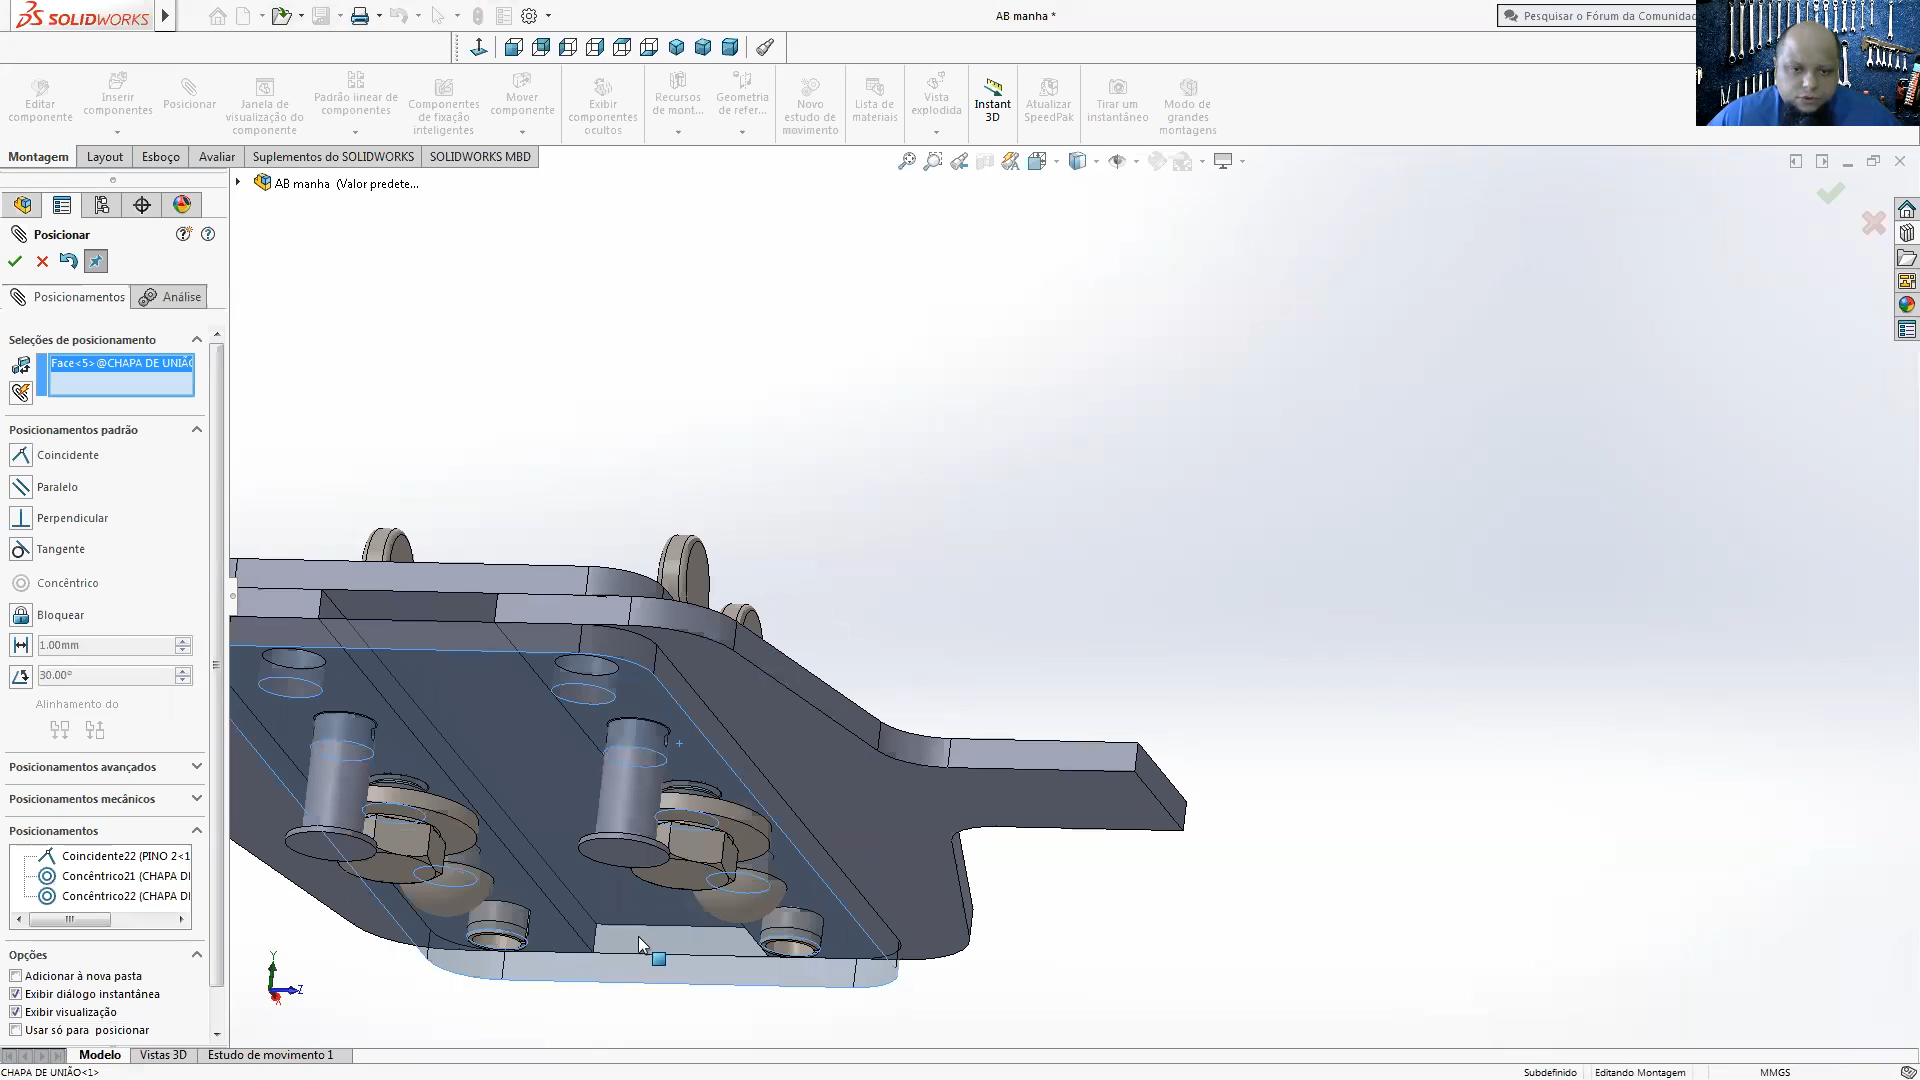 SOLIDWORKS
AB manha *
Pesquisar o Fórum da Comunidad
Editar componente
Inserir componentes
Posicionar
Janela de visualização do componente
Padrão linear de componentes
Componentes de fixação inteligentes
Mover componente
Exibir componentes ocultos
Recursos de mont...
Geometria de refer...
Novo estudo de movimento
Lista de materiais
Vista explodida
Instant 3D
Atualizar SpeedPak
Tirar um instantâneo
Modo de grandes montagens
Montagem
Layout
Esboço
Avaliar
Suplementos do SOLIDWORKS
SOLIDWORKS MBD
AB manha (Valor predete...
Posicionar
Posicionamentos
Análise
Seleções de posicionamento
Face<5>@CHAPA DE UNIÃO
Posicionamentos padrão
Coincidente
Paralelo
Perpendicular
Tangente
Concêntrico
Bloquear
1.00mm
30.00°
Alinhamento do
Posicionamentos avançados
Posicionamentos mecânicos
Posicionamentos
Coincidente22 (PINO 2<1
Concêntrico21 (CHAPA DI
Concêntrico22 (CHAPA DI
Opções
Adicionar à nova pasta
Exibir diálogo instantânea
Exibir visualização
Usar só para posicionar
Y
Z
Modelo
Vistas 3D
Estudo de movimento 1
CHAPA DE UNIÃO<1>
Subdefinido
Editando Montagem
MMGS